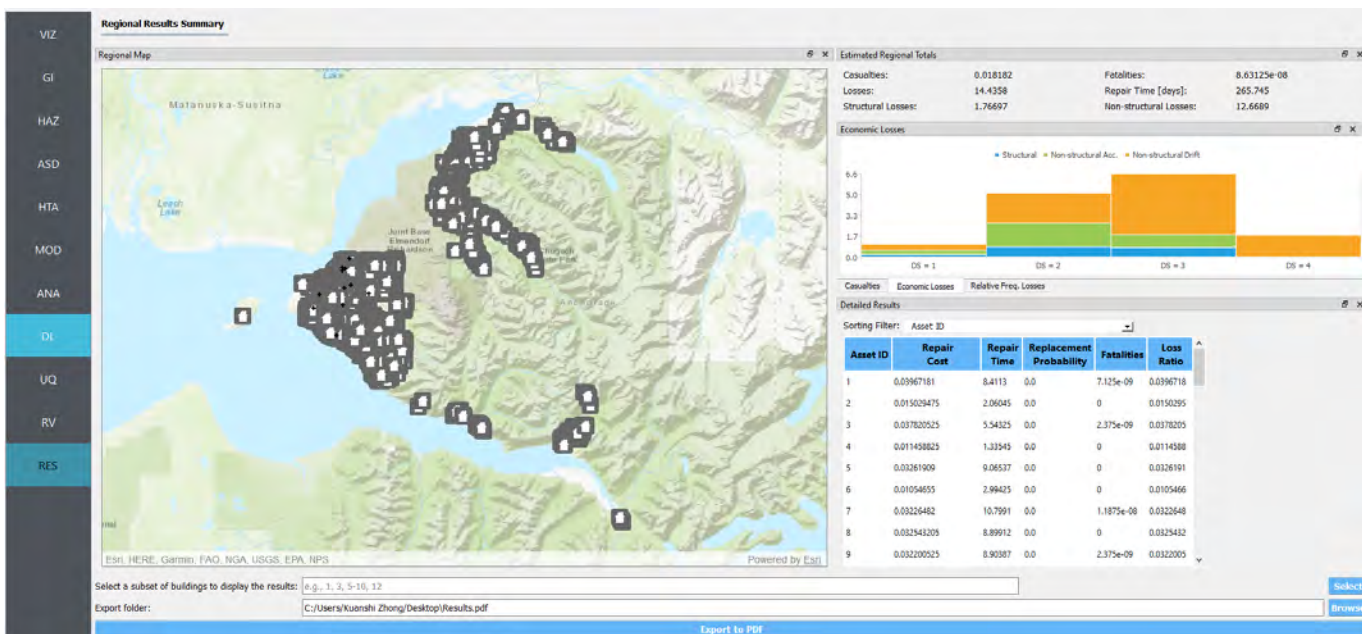 VIZ
GI
HAZ
ASD
HTA
MOD
ANA
DL
UQ
RV
RES
Regional Results Summary
Regional Map
Lake
Matanuska-Susitna
Lake
Joint Base
Elmendorf
Richardson
Chugach
State Park
Anchorage
Esri, HERE, Garmin, FAO, NGA, USGS, EPA, NPS
Powered by Esri
Estimated Regional Totals
Casualties: 0.018182 Fatalities: 8.63125e-08
Losses: 14.4358 Repair Time [days]: 265.745
Structural Losses: 1.76697 Non-structural Losses: 12.6689
Economic Losses
Structural Non-structural Acc. Non-structural Drift
6.6
5.0
3.3
1.7
0.0
DS = 1 DS = 2 DS = 3 DS = 4
Casualties Economic Losses Relative Freq. Losses
Detailed Results
Sorting Filter: Asset ID
Asset ID Repair Cost Repair Time Replacement Probability Fatalities Loss Ratio
1 0.03967181 8.4113 0.0 7.125e-09 0.0396718
2 0.015029475 2.06045 0.0 0 0.0150295
3 0.037820525 5.54325 0.0 2.375e-09 0.0378205
4 0.011458825 1.33545 0.0 0 0.0114588
5 0.03261909 9.06537 0.0 0 0.0326191
6 0.01054655 2.99425 0.0 0 0.0105466
7 0.03226482 10.7991 0.0 1.1875e-08 0.0322648
8 0.032543205 8.89912 0.0 0 0.0325432
9 0.032200525 8.90387 0.0 2.375e-09 0.0322005
Select a subset of buildings to display the results: e.g., 1, 3, 5-10, 12 Select
Export folder: C:/Users/Kuanshi Zhong/Desktop\Results.pdf Browse
Export to PDF